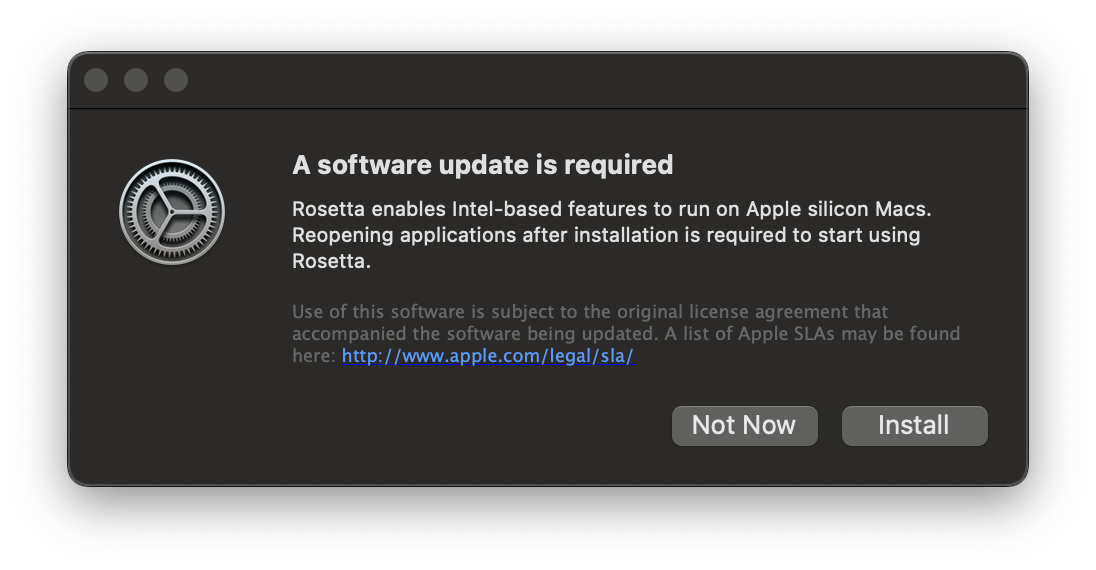 A software update is required
Rosetta enables Intel-based features to run on Apple silicon Macs.
Reopening applications after installation is required to start using
Rosetta.
Use of this software is subject to the original license agreement that
accompanied the software being updated. A list of Apple SLAs may be found
here: http://www.apple.com/legal/sla/
Not Now
Install